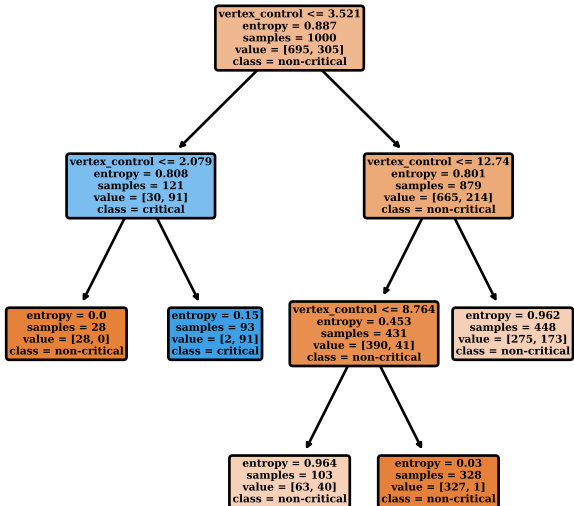 vertex_control <= 3.521
entropy = 0.887
samples = 1000
value = [695, 305]
class = non-critical
vertex_control <= 2.079
entropy = 0.808
samples = 121
value = [30, 91]
class = critical
vertex_control <= 12.74
entropy = 0.801
samples = 879
value = [665, 214]
class = non-critical
entropy = 0.0
samples = 28
value = [28, 0]
class = non-critical
entropy = 0.15
samples = 93
value = [2, 91]
class = critical
vertex_control <= 8.764
entropy = 0.453
samples = 431
value = [390, 41]
class = non-critical
entropy = 0.962
samples = 448
value = [275, 173]
class = non-critical
entropy = 0.964
samples = 103
value = [63, 40]
class = non-critical
entropy = 0.03
samples = 328
value = [327, 1]
class = non-critical